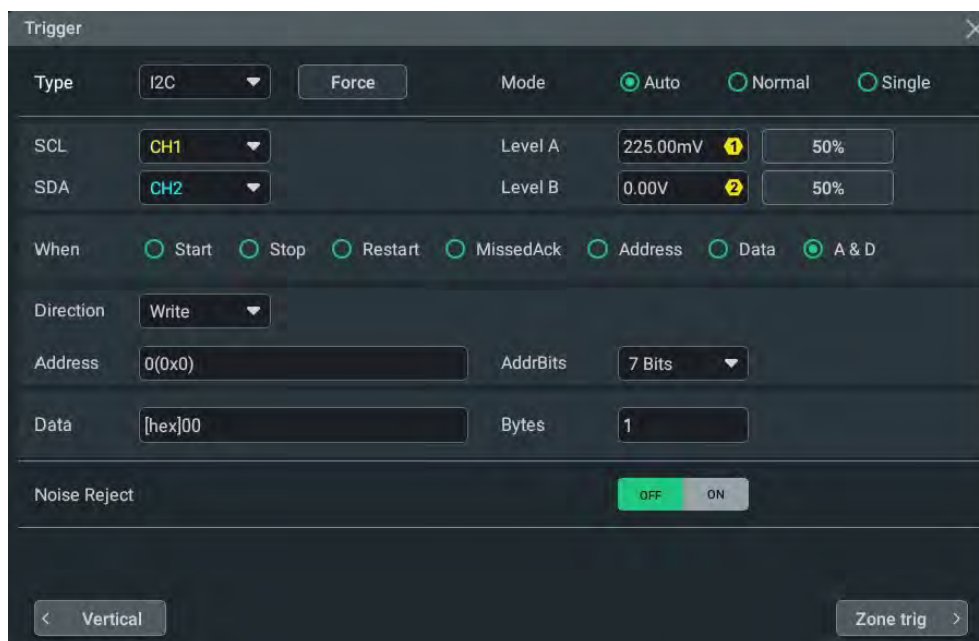 Trigger
Type I2C Force Mode Auto Normal Single
SCL CH1 Level A 225.00mV 1 50%
SDA CH2 Level B 0.00V 2 50%
When Start Stop Restart MissedAck Address Data A & D
Direction Write
Address 0(0x0) AddrBits 7 Bits
Data [hex]00 Bytes 1
Noise Reject OFF ON
< Vertical Zone trig >